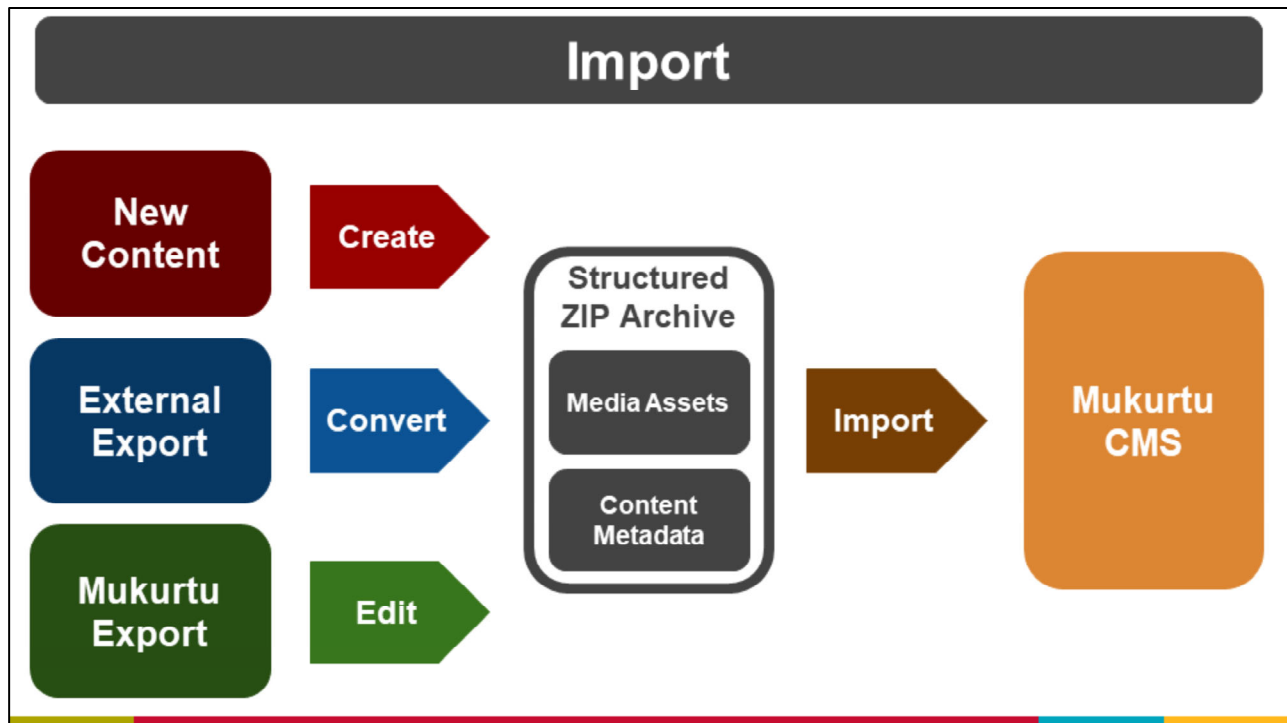 Import
New
Content
Create
External
Export
Convert
Mukurtu
Export
Edit
Structured
ZIP Archive
Media Assets
Content
Metadata
Import
Mukurtu
CMS